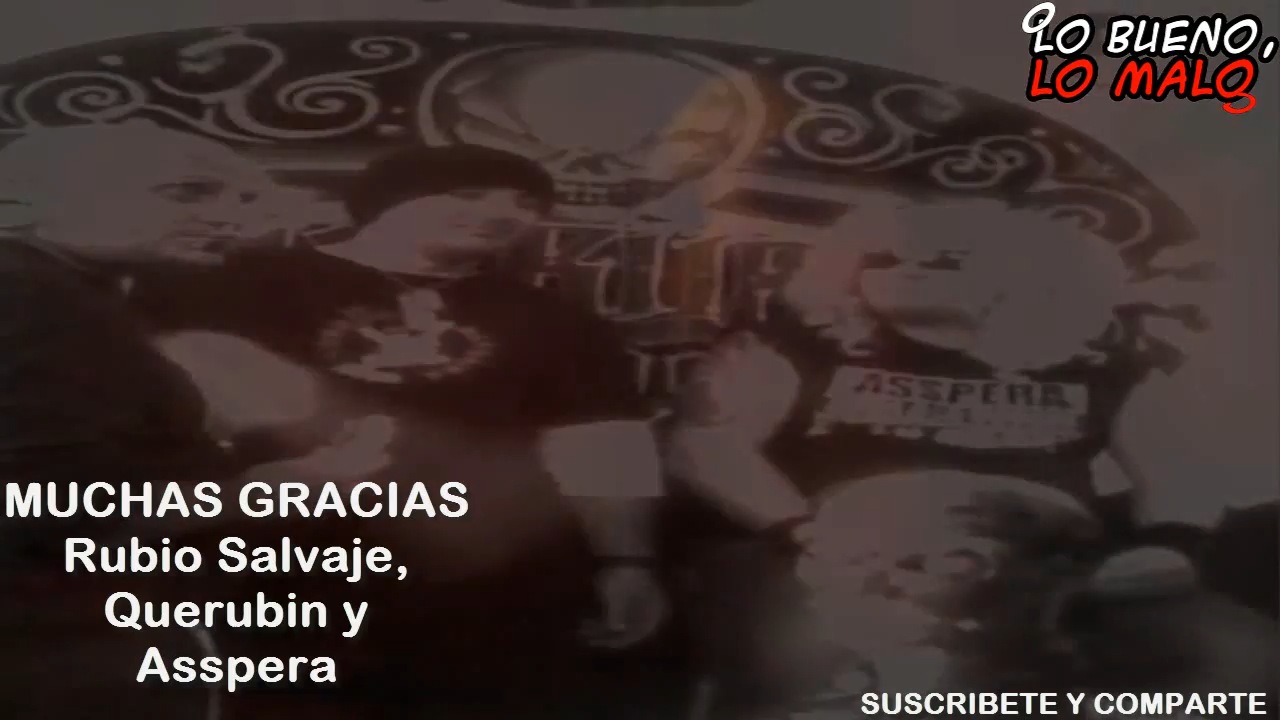 LO BUENO,
LO MALO
ASSPERA
MUCHAS GRACIAS
Rubio Salvaje,
Querubin y
Asspera
SUSCRIBETE Y COMPARTE